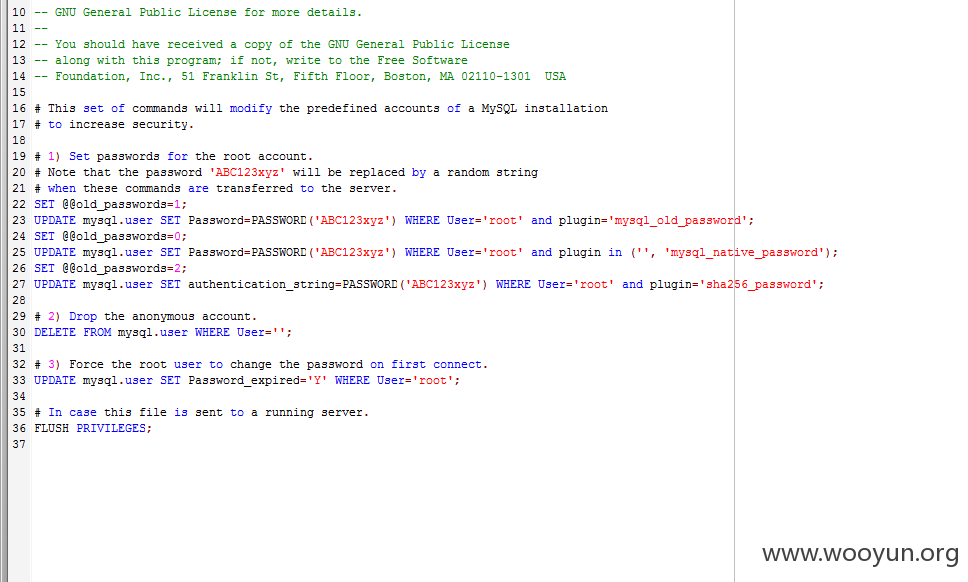 10 -- GNU General Public License for more details.
11 --
12 -- You should have received a copy of the GNU General Public License
13 -- along with this program; if not, write to the Free Software
14 -- Foundation, Inc., 51 Franklin St, Fifth Floor, Boston, MA 02110-1301  USA
15
16 # This set of commands will modify the predefined accounts of a MySQL installation
17 # to increase security.
18
19 # 1) Set passwords for the root account.
20 # Note that the password 'ABC123xyz' will be replaced by a random string
21 # when these commands are transferred to the server.
22 SET @@old_passwords=1;
23 UPDATE mysql.user SET Password=PASSWORD('ABC123xyz') WHERE User='root' and plugin='mysql_old_password';
24 SET @@old_passwords=0;
25 UPDATE mysql.user SET Password=PASSWORD('ABC123xyz') WHERE User='root' and plugin in ('', 'mysql_native_password');
26 SET @@old_passwords=2;
27 UPDATE mysql.user SET authentication_string=PASSWORD('ABC123xyz') WHERE User='root' and plugin='sha256_password';
28
29 # 2) Drop the anonymous account.
30 DELETE FROM mysql.user WHERE User='';
31
32 # 3) Force the root user to change the password on first connect.
33 UPDATE mysql.user SET Password_expired='Y' WHERE User='root';
34
35 # In case this file is sent to a running server.
36 FLUSH PRIVILEGES;
37
www.wooyun.org